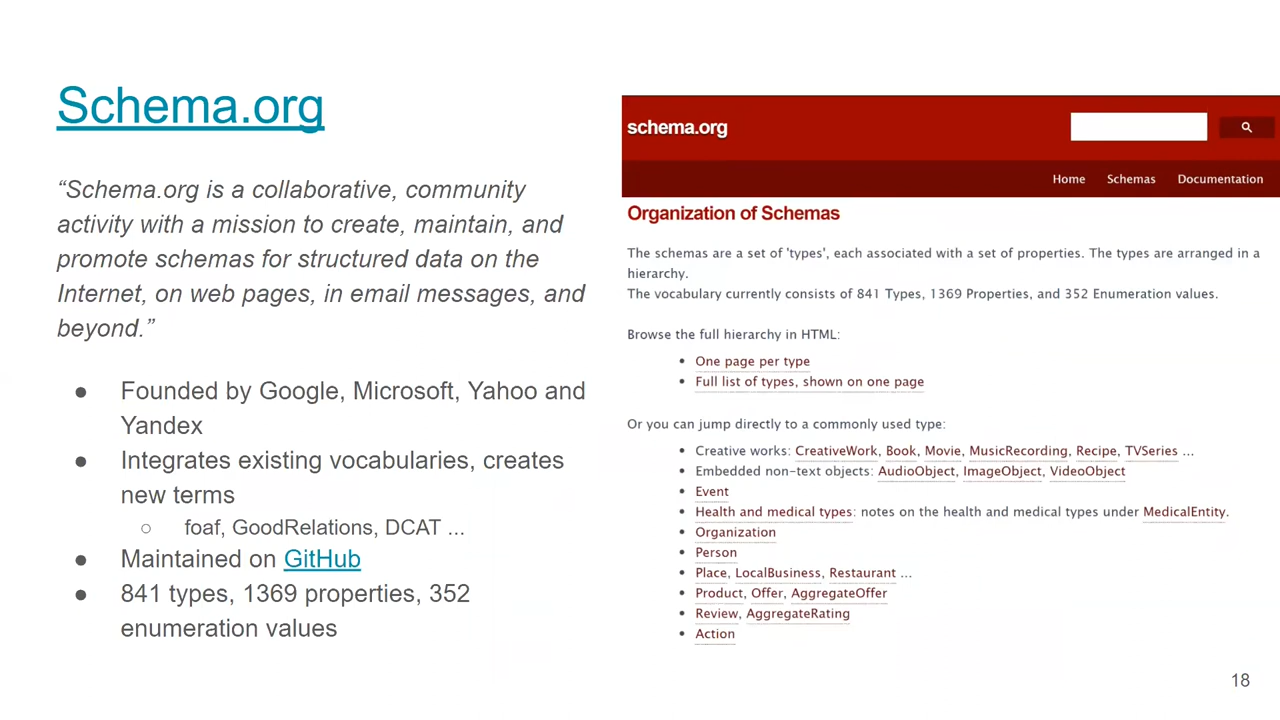 Schema.org
“Schema.org is a collaborative, community
activity with a mission to create, maintain, and
promote schemas for structured data on the
Internet, on web pages, in email messages, and
beyond.”
● Founded by Google, Microsoft, Yahoo and
Yandex
● Integrates existing vocabularies, creates
new terms
○ foaf, GoodRelations, DCAT ...
● Maintained on GitHub
● 841 types, 1369 properties, 352
enumeration values
schema.org
Home Schemas Documentation
Organization of Schemas
The schemas are a set of 'types', each associated with a set of properties. The types are arranged in a
hierarchy.
The vocabulary currently consists of 841 Types, 1369 Properties, and 352 Enumeration values.
Browse the full hierarchy in HTML:
• One page per type
• Full list of types, shown on one page
Or you can jump directly to a commonly used type:
• Creative works: CreativeWork, Book, Movie, MusicRecording, Recipe, TVSeries ...
• Embedded non-text objects: AudioObject, ImageObject, VideoObject
• Event
• Health and medical types: notes on the health and medical types under MedicalEntity.
• Organization
• Person
• Place, LocalBusiness, Restaurant ...
• Product, Offer, AggregateOffer
• Review, AggregateRating
• Action
18